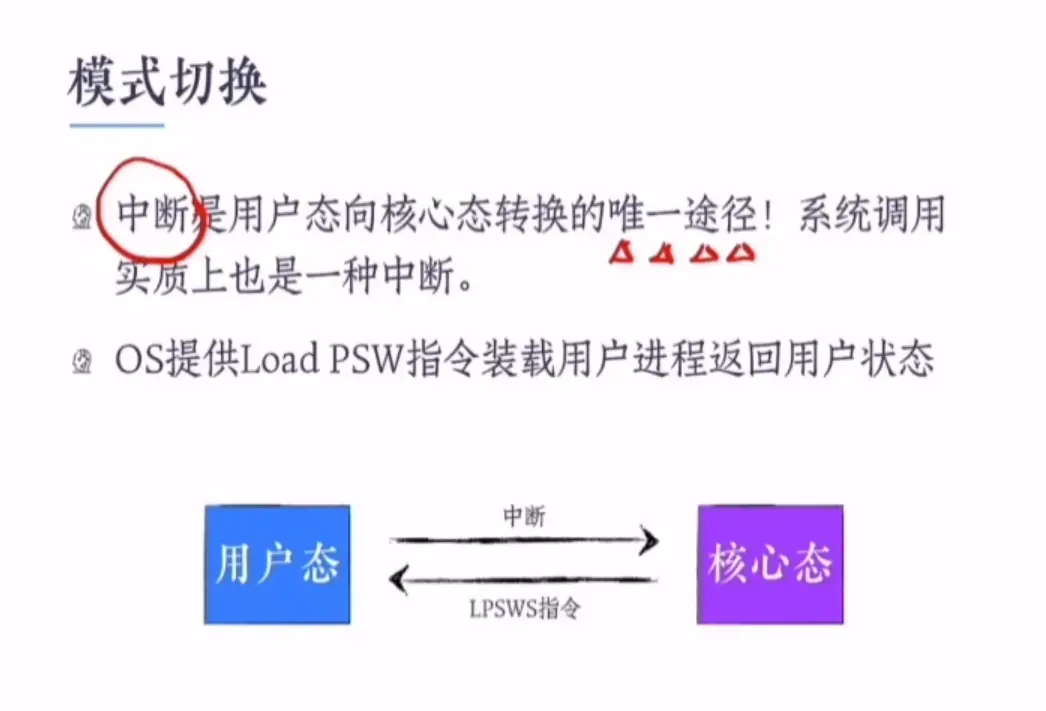 模式切换
中断是用户态向核心态转换的唯一途径！系统调用
实质上也是一种中断。
OS提供Load PSW指令装载用户进程返回用户状态
中断
用户态
核心态
LPSWS指令